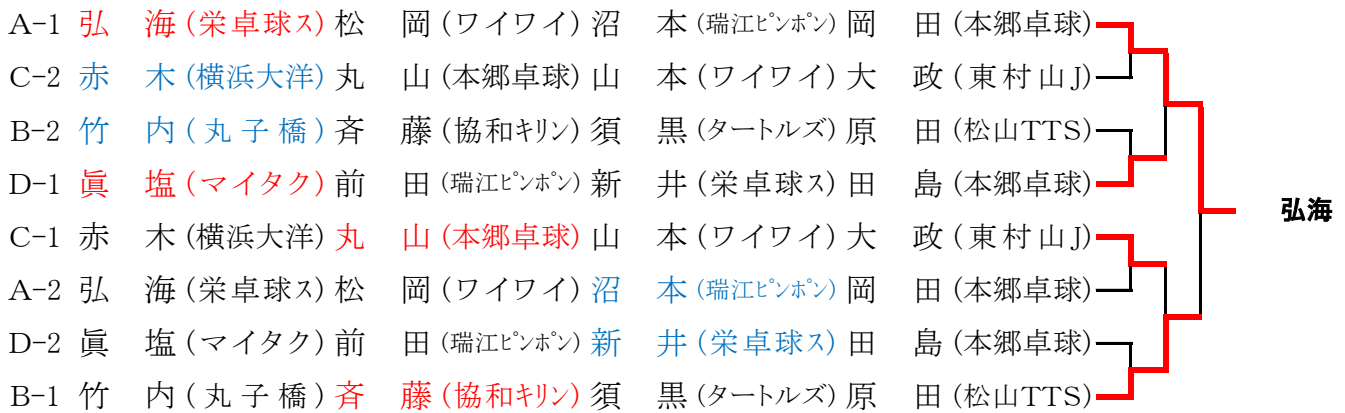 A-1 弘　海(栄卓球ス) 松　岡(ワイワイ) 沼　本(瑞江ﾋﾟﾝﾎﾟﾝ) 岡　田(本郷卓球)
C-2 赤　木(横浜大洋) 丸　山(本郷卓球) 山　本(ワイワイ) 大　政(東村山J)
B-2 竹　内(丸子橋) 斉　藤(協和キリン) 須　黒(タートルズ) 原　田(松山TTS)
D-1 眞　塩(マイタク) 前　田(瑞江ﾋﾟﾝﾎﾟﾝ) 新　井(栄卓球ス) 田　島(本郷卓球)
弘海
C-1 赤　木(横浜大洋) 丸　山(本郷卓球) 山　本(ワイワイ) 大　政(東村山J)
A-2 弘　海(栄卓球ス) 松　岡(ワイワイ) 沼　本(瑞江ﾋﾟﾝﾎﾟﾝ) 岡　田(本郷卓球)
D-2 眞　塩(マイタク) 前　田(瑞江ﾋﾟﾝﾎﾟﾝ) 新　井(栄卓球ス) 田　島(本郷卓球)
B-1 竹　内(丸子橋) 斉　藤(協和キリン) 須　黒(タートルズ) 原　田(松山TTS)